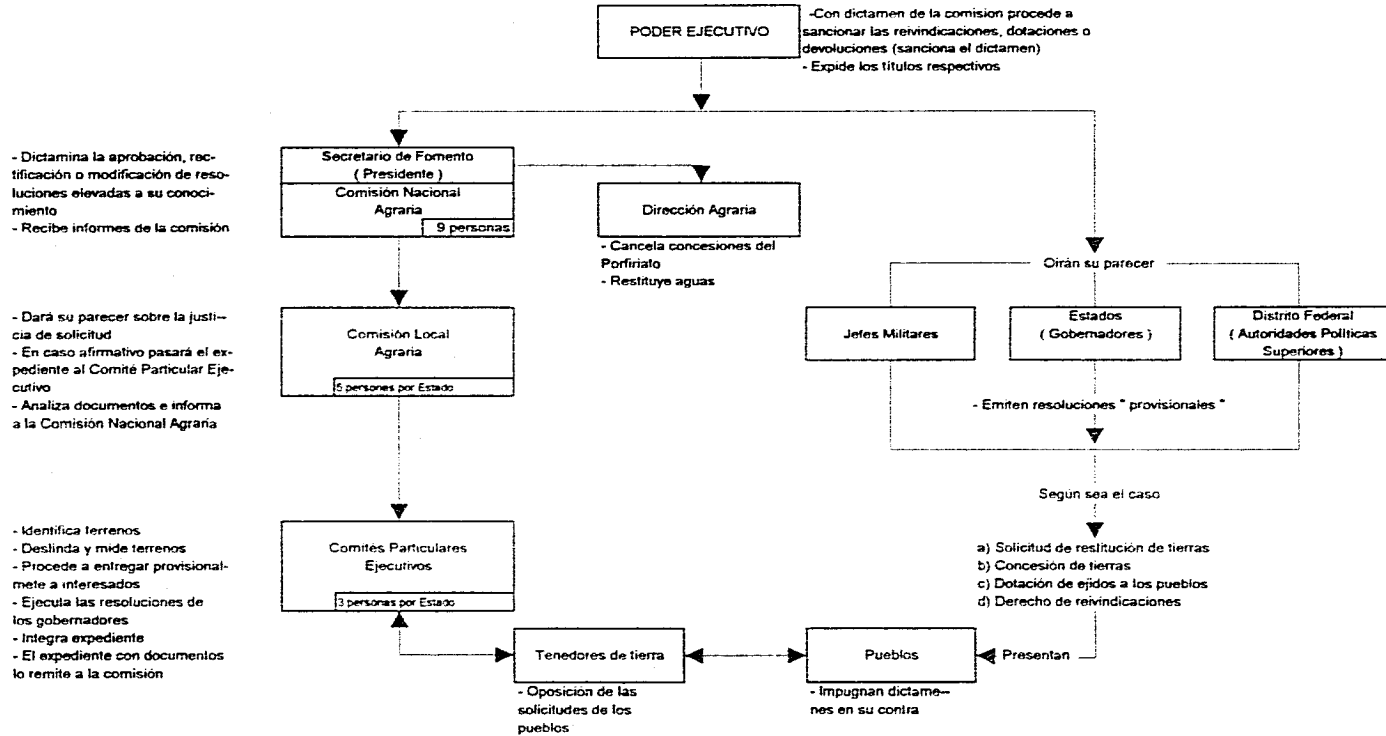 PODER EJECUTIVO
-Con dictamen de la comision procede a
sancionar las reivindicaciones, dotaciones o
devoluciones (sanciona el dictamen)
- Expide los títulos respectivos
- Dictamina la aprobación, rec-
tificación o modificación de reso-
luciones elevadas a su conoci-
miento
- Recibe informes de la comisión
Secretario de Fomento
( Presidente )
Comisión Nacional
Agraria
9 personas
Dirección Agraria
- Cancela concesiones del
Porfiriato
- Restituye aguas
Oirán su parecer
Jefes Militares
Estados
( Gobernadores )
Distrito Federal
( Autoridades Políticas
Superiores )
- Dará su parecer sobre la justi-
cia de solicitud
- En caso afirmativo pasará el ex-
pediente al Comité Particular Eje-
cutivo
- Analiza documentos e informa
a la Comisión Nacional Agraria
Comisión Local
Agraria
5 personas por Estado
- Emiten resoluciones " provisionales "
Según sea el caso
- Identifica terrenos
- Deslinda y mide terrenos
- Procede a entregar provisional-
mete a interesados
- Ejecuta las resoluciones de
los gobernadores
- Integra expediente
- El expediente con documentos
lo remite a la comisión
Comités Particulares
Ejecutivos
3 personas por Estado
a) Solicitud de restitución de tierras
b) Concesión de tierras
c) Dotación de ejidos a los pueblos
d) Derecho de reivindicaciones
Tenedores de tierra
- Oposición de las
solicitudes de los
pueblos
Pueblos
- Impugnan dictame-
nes en su contra
Presentan